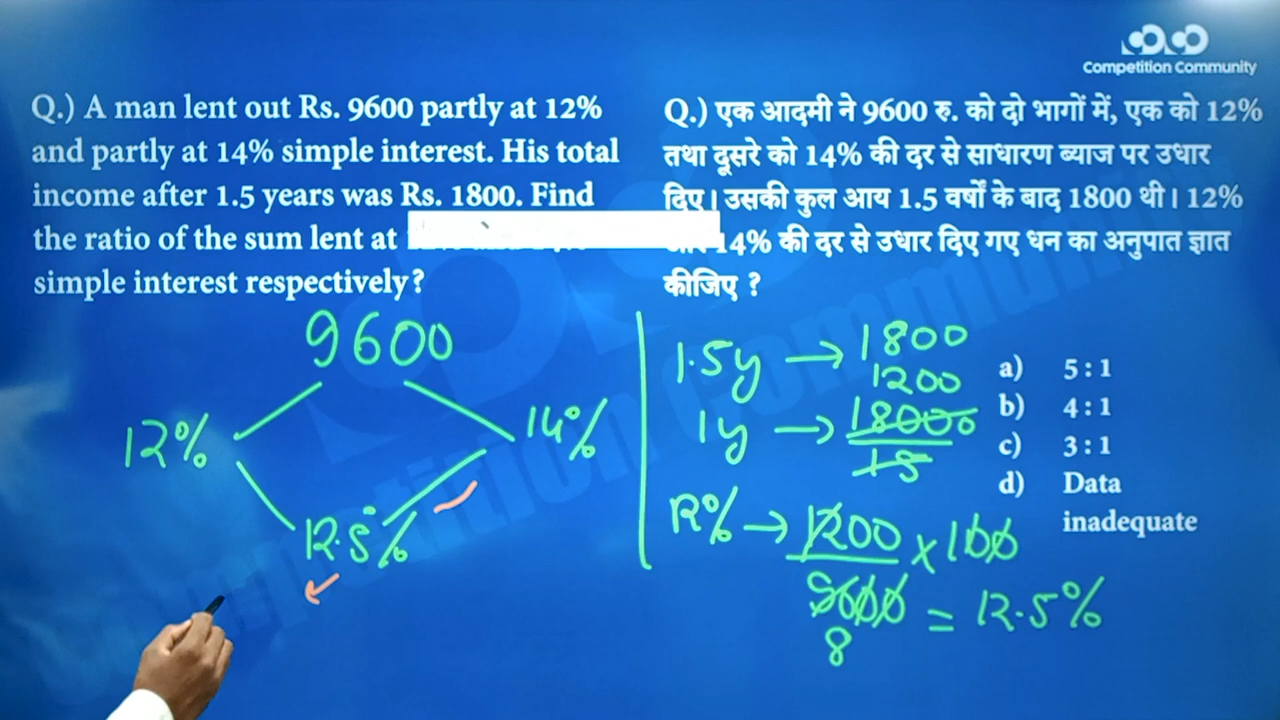 Competition Community
Q.) A man lent out Rs. 9600 partly at 12%
and partly at 14% simple interest. His total
income after 1.5 years was Rs. 1800. Find
the ratio of the sum lent at
simple interest respectively?
Q.) एक आदमी ने 9600 रु. को दो भागों में, एक को 12%
तथा दूसरे को 14% की दर से साधारण ब्याज पर उधार
दिए। उसकी कुल आय 1.5 वर्षों के बाद 1800 थी। 12%
14% की दर से उधार दिए गए धन का अनुपात ज्ञात
कीजिए ?
9600
12%
14%
12.5%
1.5y → 1800
1200
1y → 18000
15
R% → 1200 x 100
9600 = 12.5%
8
a) 5 : 1
b) 4 : 1
c) 3 : 1
d) Data
inadequate